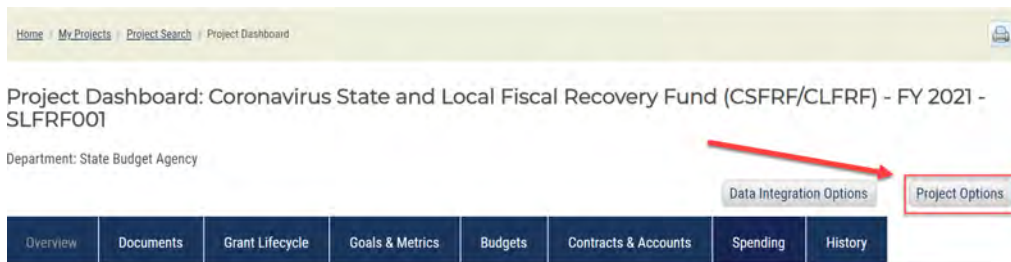 Home / My Projects / Project Search / Project Dashboard
Project Dashboard: Coronavirus State and Local Fiscal Recovery Fund (CSFRF/CLFRF) - FY 2021 -
SLFRF001
Department: State Budget Agency
Data Integration Options Project Options
Overview Documents Grant Lifecycle Goals & Metrics Budgets Contracts & Accounts Spending History